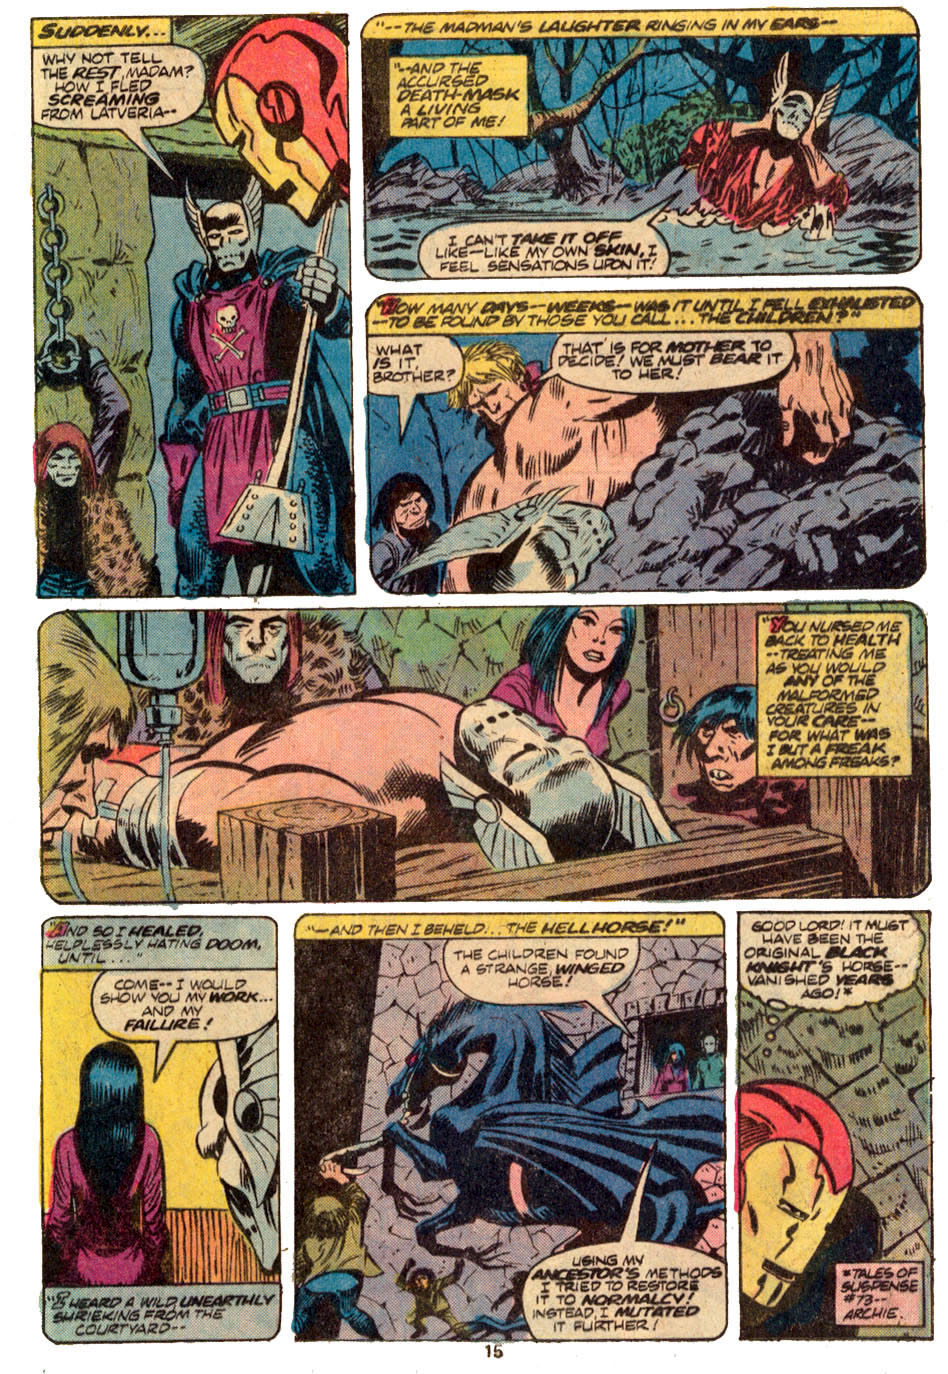 SUDDENLY...
WHY NOT TELL
THE REST, MADAM?
HOW I FLED
SCREAMING
FROM LATVERIA--
"--THE MADMAN'S LAUGHTER RINGING IN MY EARS--
"--AND THE
ACCURSED
DEATH-MASK
A LIVING
PART OF ME!
I CAN'T TAKE IT OFF
LIKE--LIKE MY OWN SKIN, I
FEEL SENSATIONS UPON IT!
"HOW MANY DAYS--WEEKS--WAS IT UNTIL I FELL EXHAUSTED
--TO BE FOUND BY THOSE YOU CALL... THE CHILDREN?"
WHAT
IS IT,
BROTHER?
THAT IS FOR MOTHER TO
DECIDE! WE MUST BEAR IT
TO HER!
"YOU NURSED ME
BACK TO HEALTH
--TREATING ME
AS YOU WOULD
ANY OF THE
MALFORMED
CREATURES IN
YOUR CARE--
FOR WHAT WAS
I BUT A FREAK
AMONG FREAKS?
"AND SO I HEALED,
HELPLESSLY HATING DOOM,
UNTIL..."
COME--I WOULD
SHOW YOU MY WORK...
AND MY
FAILURE!
"I HEARD A WILD, UNEARTHLY
SHRIEKING FROM THE
COURTYARD--
"--AND THEN I BEHELD... THE HELLHORSE!"
THE CHILDREN FOUND
A STRANGE, WINGED
HORSE!
USING MY
ANCESTOR'S METHODS
I TRIED TO RESTORE
IT TO NORMALCY!
INSTEAD I MUTATED
IT FURTHER!
GOOD LORD! IT MUST
HAVE BEEN THE
ORIGINAL BLACK
KNIGHT'S HORSE--
VANISHED YEARS
AGO!*
*TALES OF
SUSPENSE
#73--
ARCHIE.
15